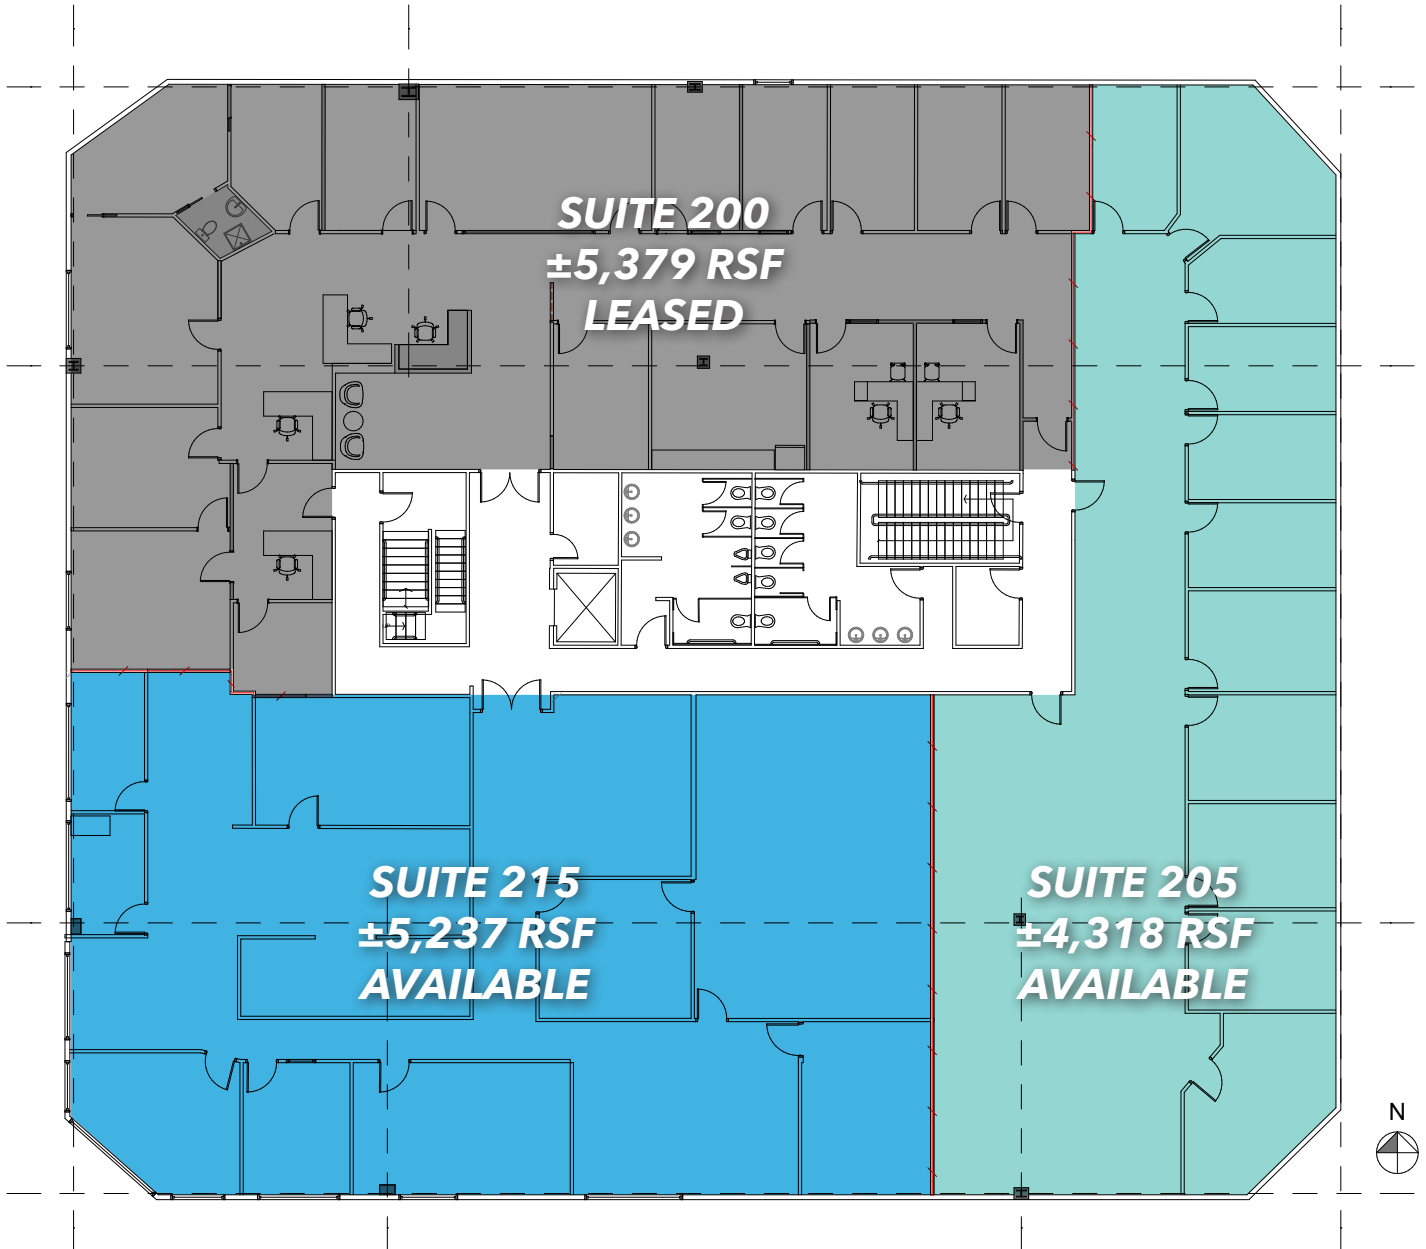 SUITE 200
±5,379 RSF
LEASED
SUITE 215
±5,237 RSF
AVAILABLE
SUITE 205
±4,318 RSF
AVAILABLE
N